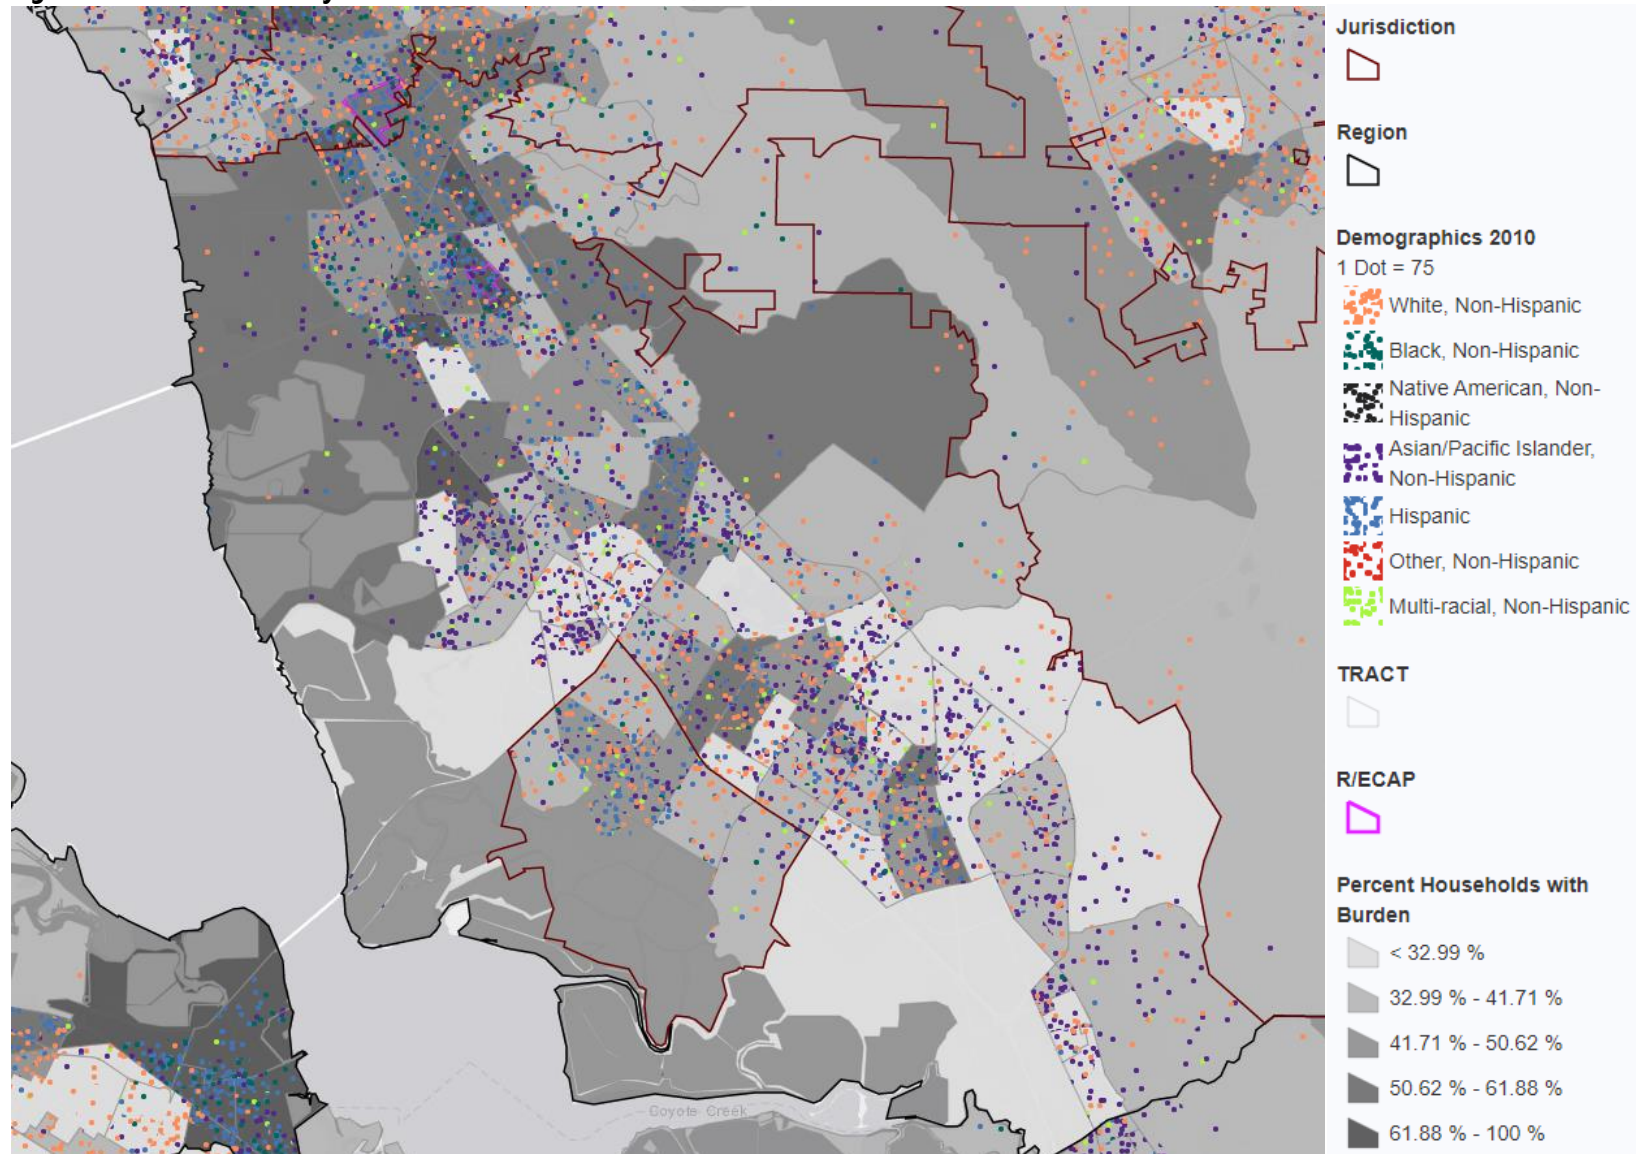 Jurisdiction
Region
Demographics 2010
1 Dot = 75
White, Non-Hispanic
Black, Non-Hispanic
Native American, Non-
Hispanic
Asian/Pacific Islander,
Non-Hispanic
Hispanic
Other, Non-Hispanic
Multi-racial, Non-Hispanic
TRACT
R/ECAP
Percent Households with
Burden
< 32.99 %
32.99 % - 41.71 %
41.71 % - 50.62 %
50.62 % - 61.88 %
61.88 % - 100 %
Coyote Creek